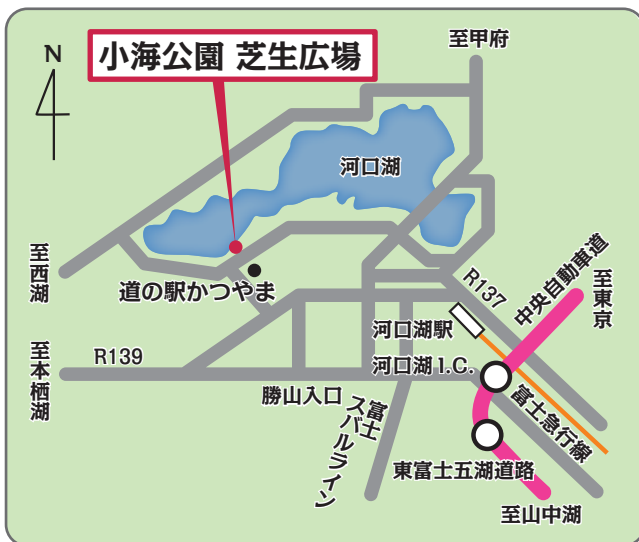 小海公園 芝生広場
至甲府
N
河口湖
至西湖
道の駅かつやま
R137
中央自動車道
至東京
河口湖駅
至本栖湖
R139
河口湖I.C.
勝山入口
富士
スバルライン
富士急行線
東富士五湖道路
至山中湖